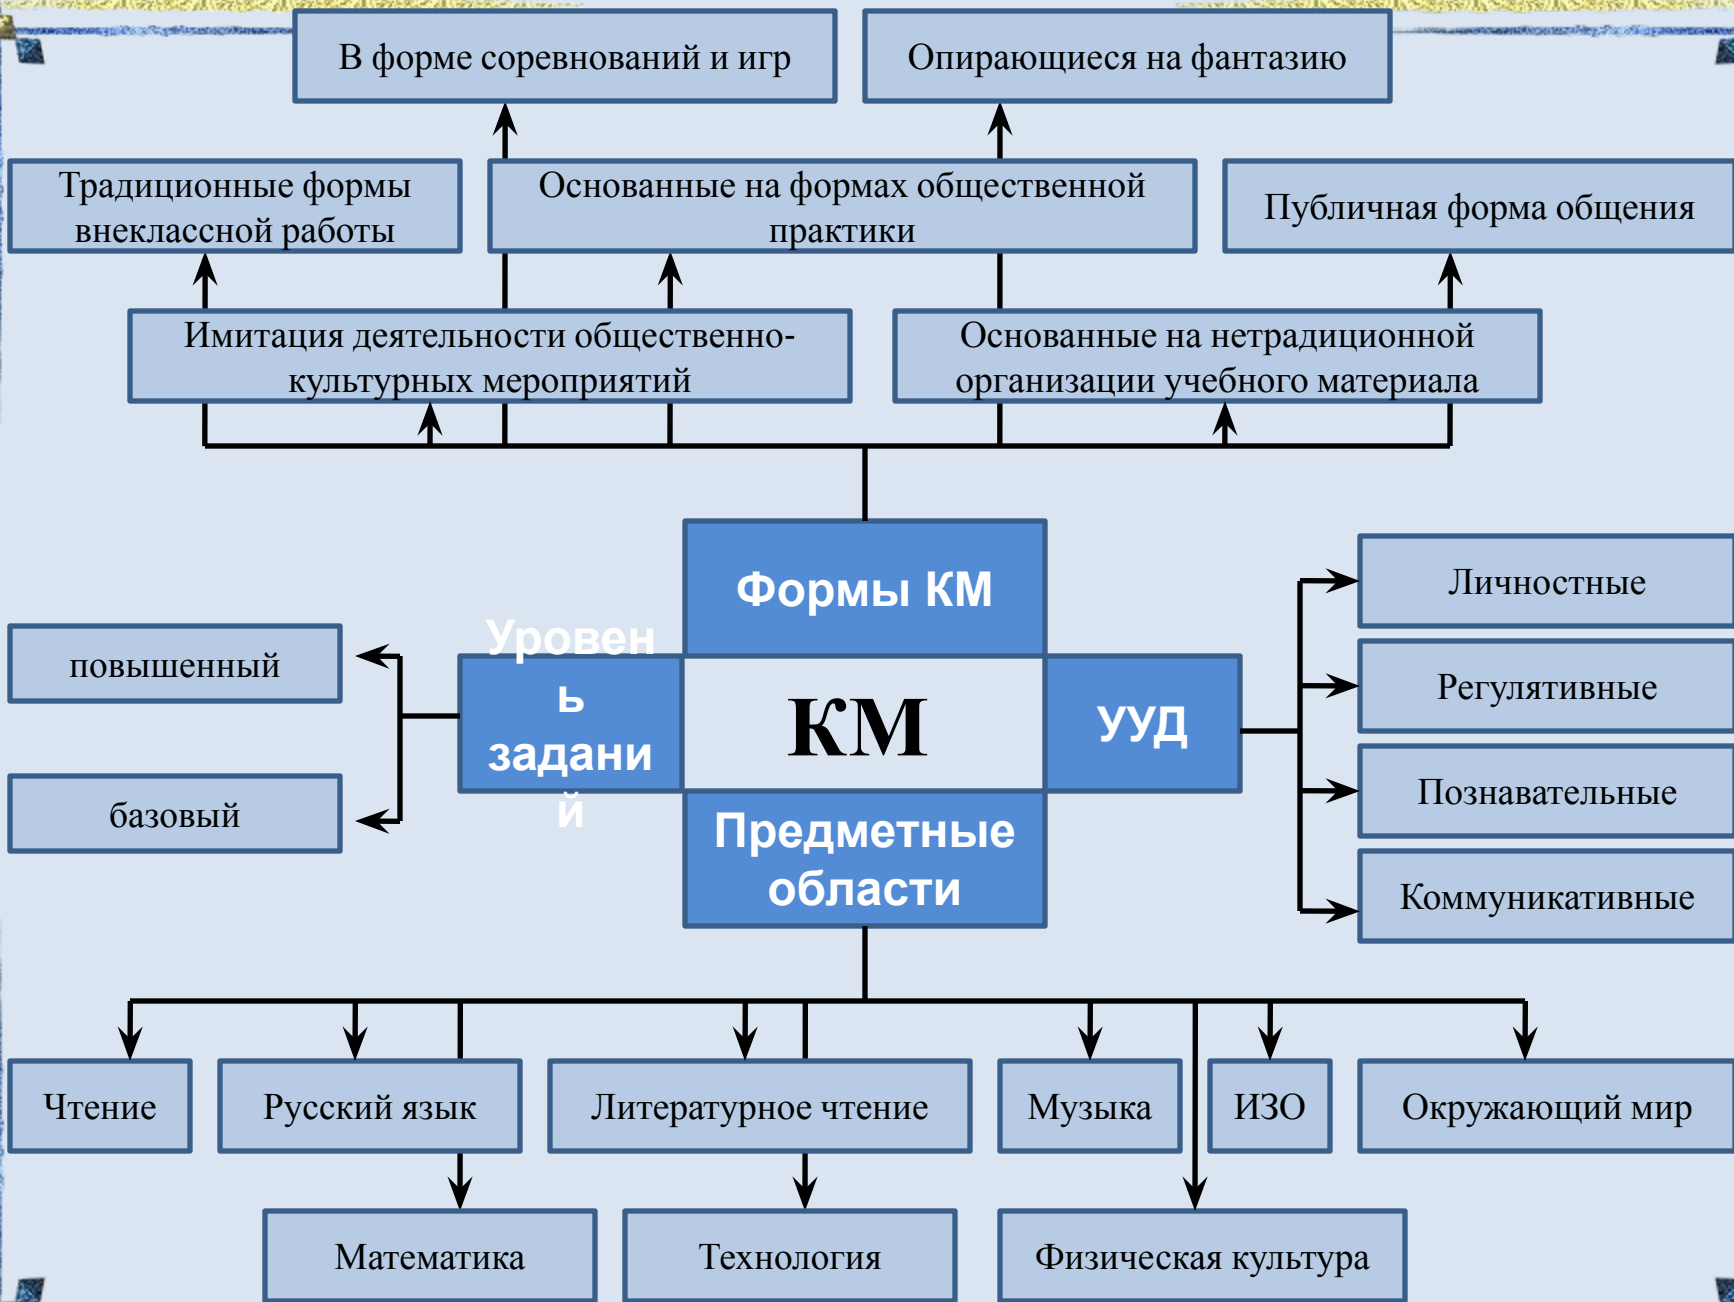 В форме соревнований и игр
Опирающиеся на фантазию
Традиционные формы
внеклассной работы
Основанные на формах общественной
практики
Публичная форма общения
Имитация деятельности общественно-
культурных мероприятий
Основанные на нетрадиционной
организации учебного материала
Формы КМ
Уровен
ь
задани
й
КМ
УУД
Предметные
области
повышенный
базовый
Личностные
Регулятивные
Познавательные
Коммуникативные
Чтение
Русский язык
Литературное чтение
Музыка
ИЗО
Окружающий мир
Математика
Технология
Физическая культура